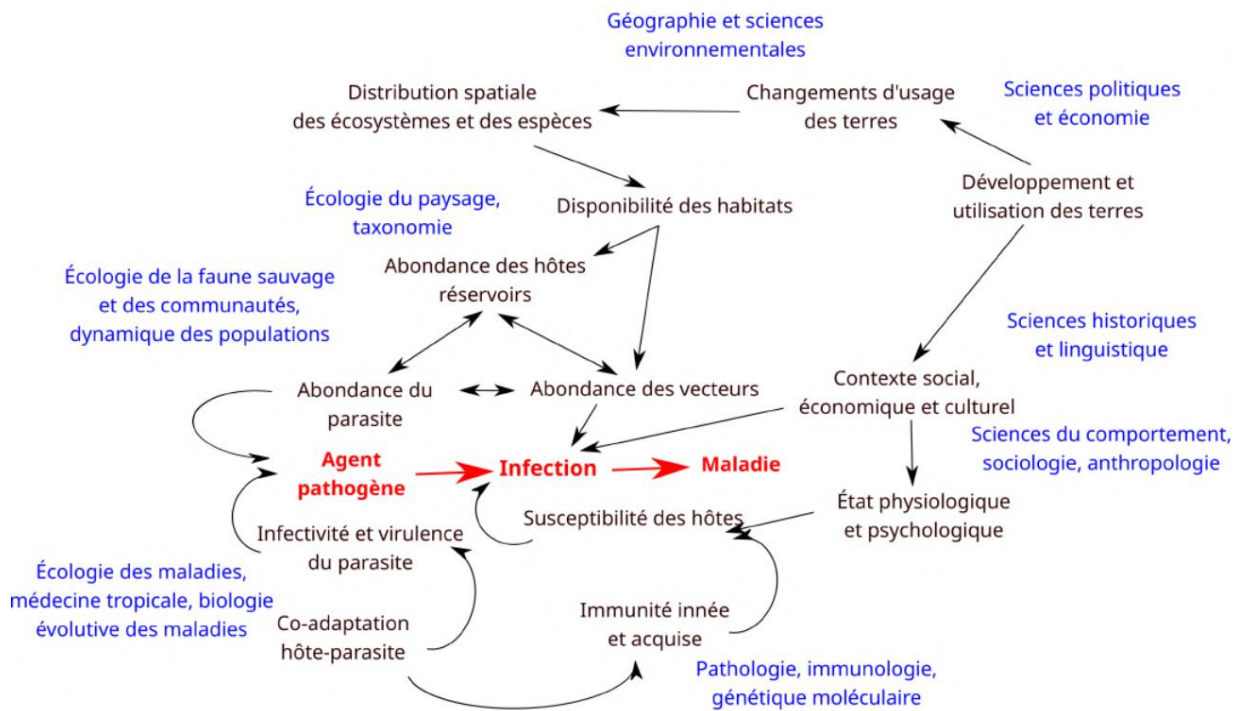 Géographie et sciences
environnementales
Distribution spatiale
des écosystèmes et des espèces
Changements d'usage
des terres
Sciences politiques
et économie
Développement et
utilisation des terres
Écologie du paysage,
taxonomie
Disponibilité des habitats
Abondance des hôtes
réservoirs
Écologie de la faune sauvage
et des communautés,
dynamique des populations
Sciences historiques
et linguistique
Abondance du
parasite
Abondance des vecteurs
Contexte social,
économique et culturel
Sciences du comportement,
sociologie, anthropologie
Agent
pathogène
Infection
Maladie
État physiologique
et psychologique
Susceptibilité des hôtes
Infectivité et virulence
du parasite
Écologie des maladies,
médecine tropicale, biologie
évolutive des maladies
Co-adaptation
hôte-parasite
Immunité innée
et acquise
Pathologie, immunologie,
génétique moléculaire